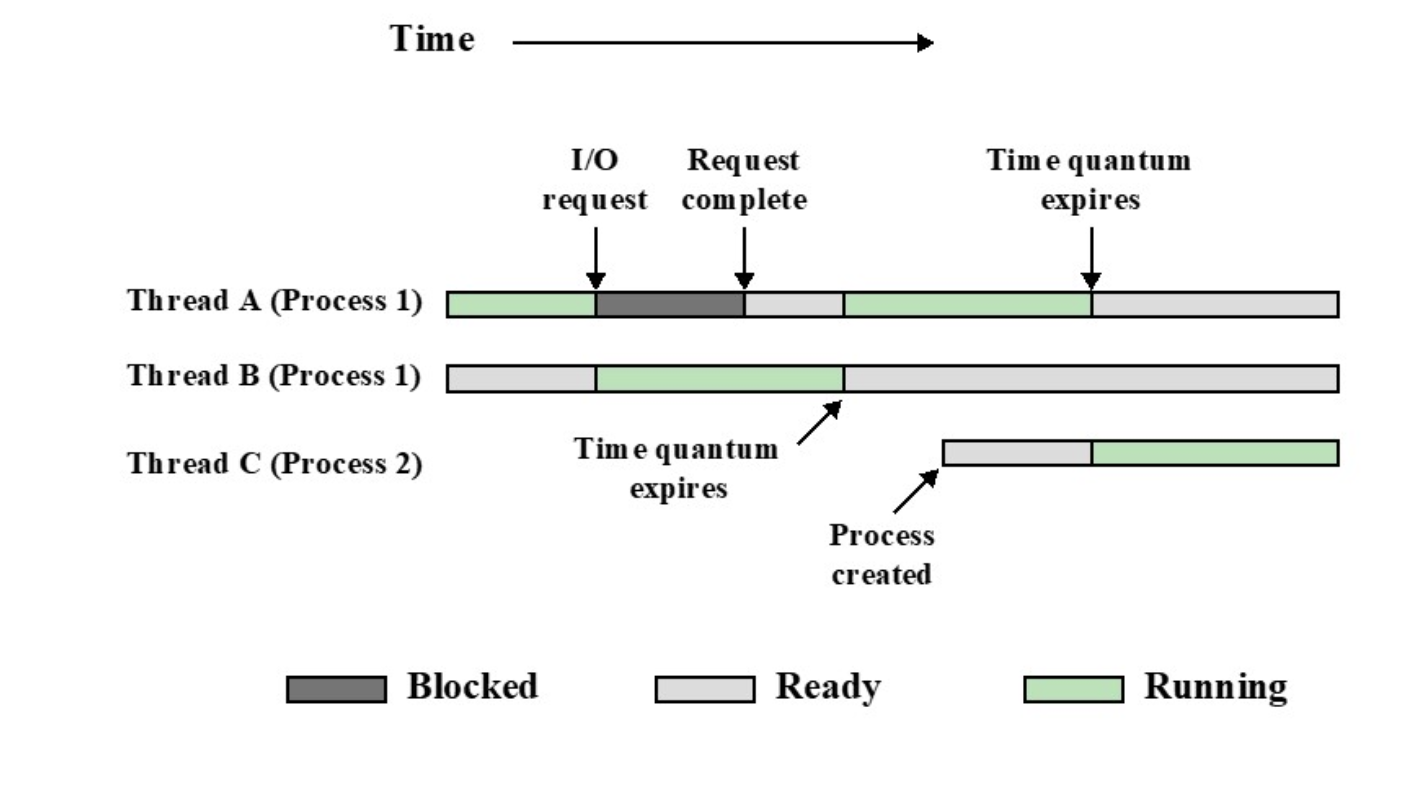 Time
I/O
request
Request
complete
Time quantum
expires
Thread A (Process 1)
Thread B (Process 1)
Time quantum
expires
Thread C (Process 2)
Process
created
Blocked
Ready
Running